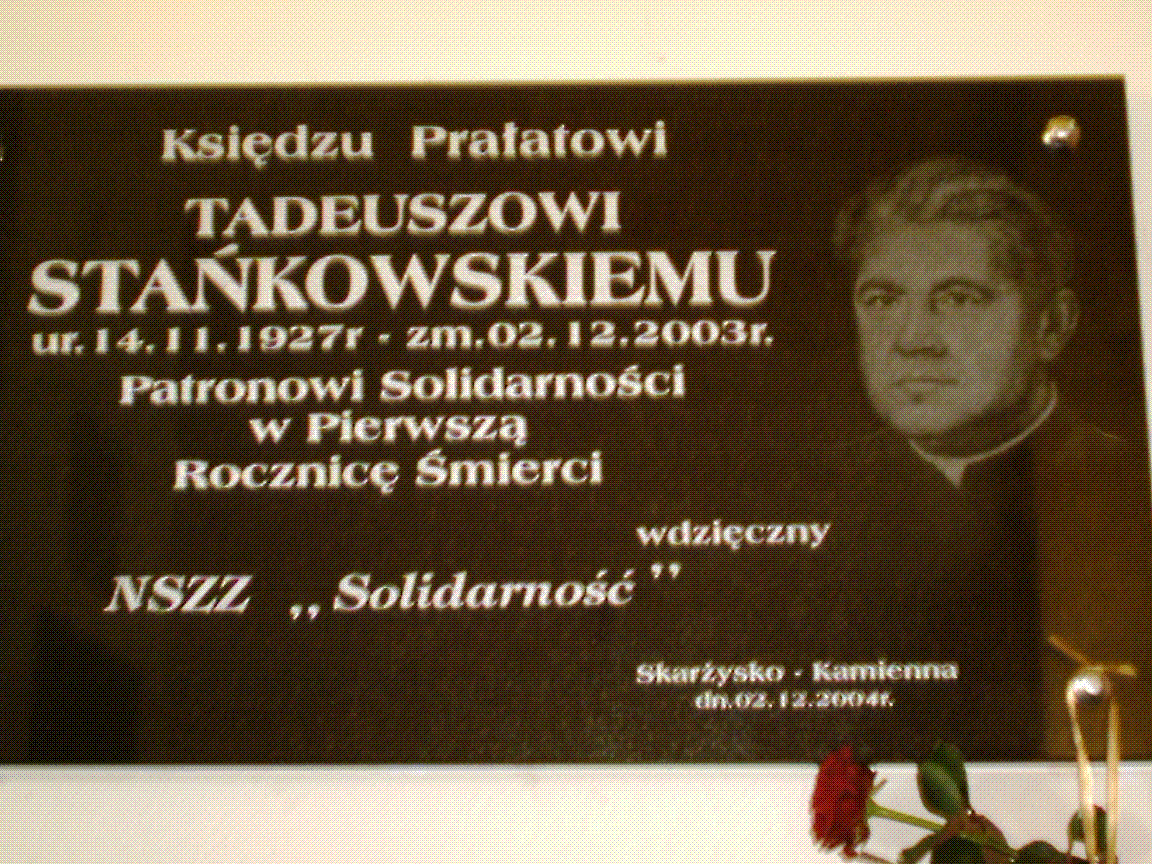 Księdzu Prałatowi
TADEUSZOWI
STAŃKOWSKIEMU
ur.14.11.1927r - zm.02.12.2003r.
Patronowi Solidarności
w Pierwszą
Rocznicę Śmierci
wdzięczny
NSZZ ,,Solidarność’’
Skarżysko - Kamienna
dn.02.12.2004r.